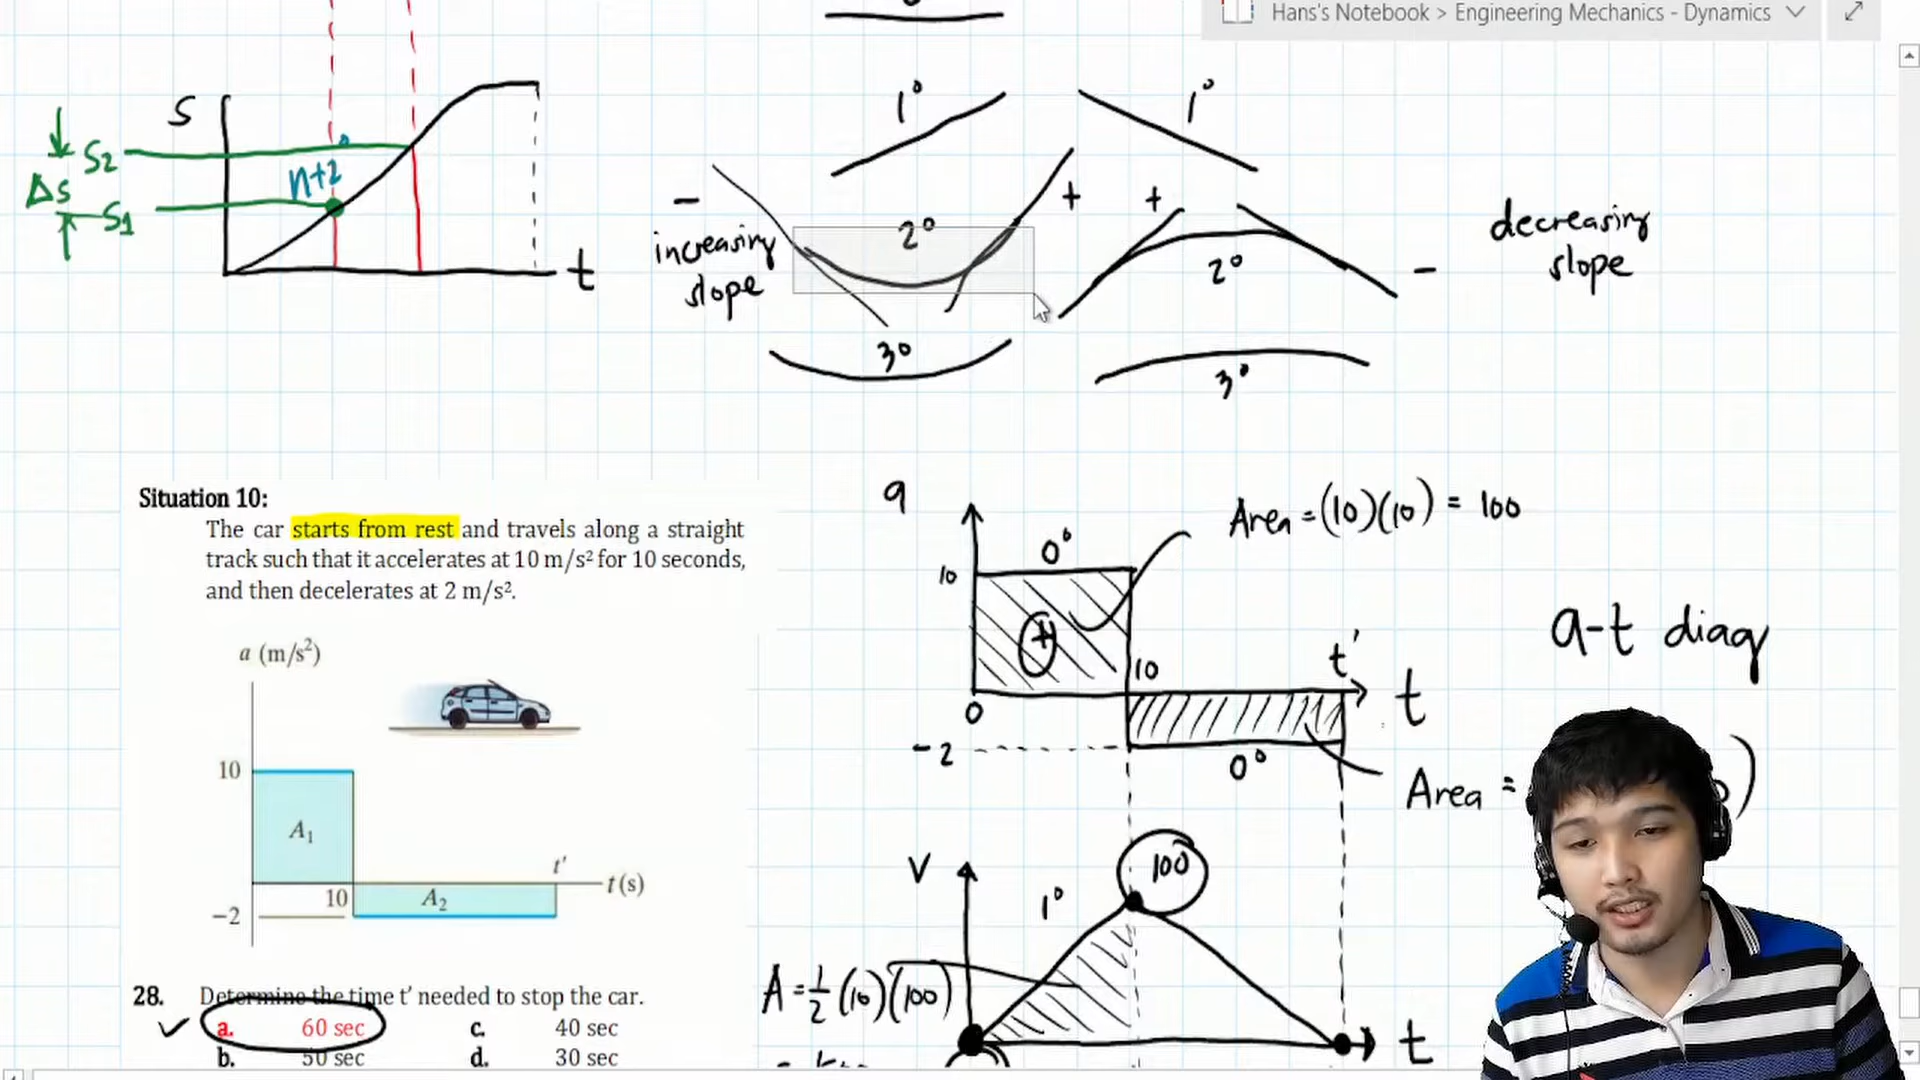 Hans's Notebook > Engineering Mechanics - Dynamics
S
S2
ΔS
S1
n+2
t
1°
1°
-
+
+
-
2°
2°
increasing
slope
decreasing
slope
3°
3°
Situation 10:
The car starts from rest and travels along a straight
track such that it accelerates at 10 m/s² for 10 seconds,
and then decelerates at 2 m/s².
a (m/s²)
10
A₁
t'
t (s)
10
A₂
−2
28. Determine the time t' needed to stop the car.
a. 60 sec
c. 40 sec
b. 50 sec
d. 30 sec
a
Area = (10)(10) = 100
0°
10
+
10
t'
t
0
-2
0°
a-t diag
Area =
V
100
1°
A = 1/2 (10)(100)
t